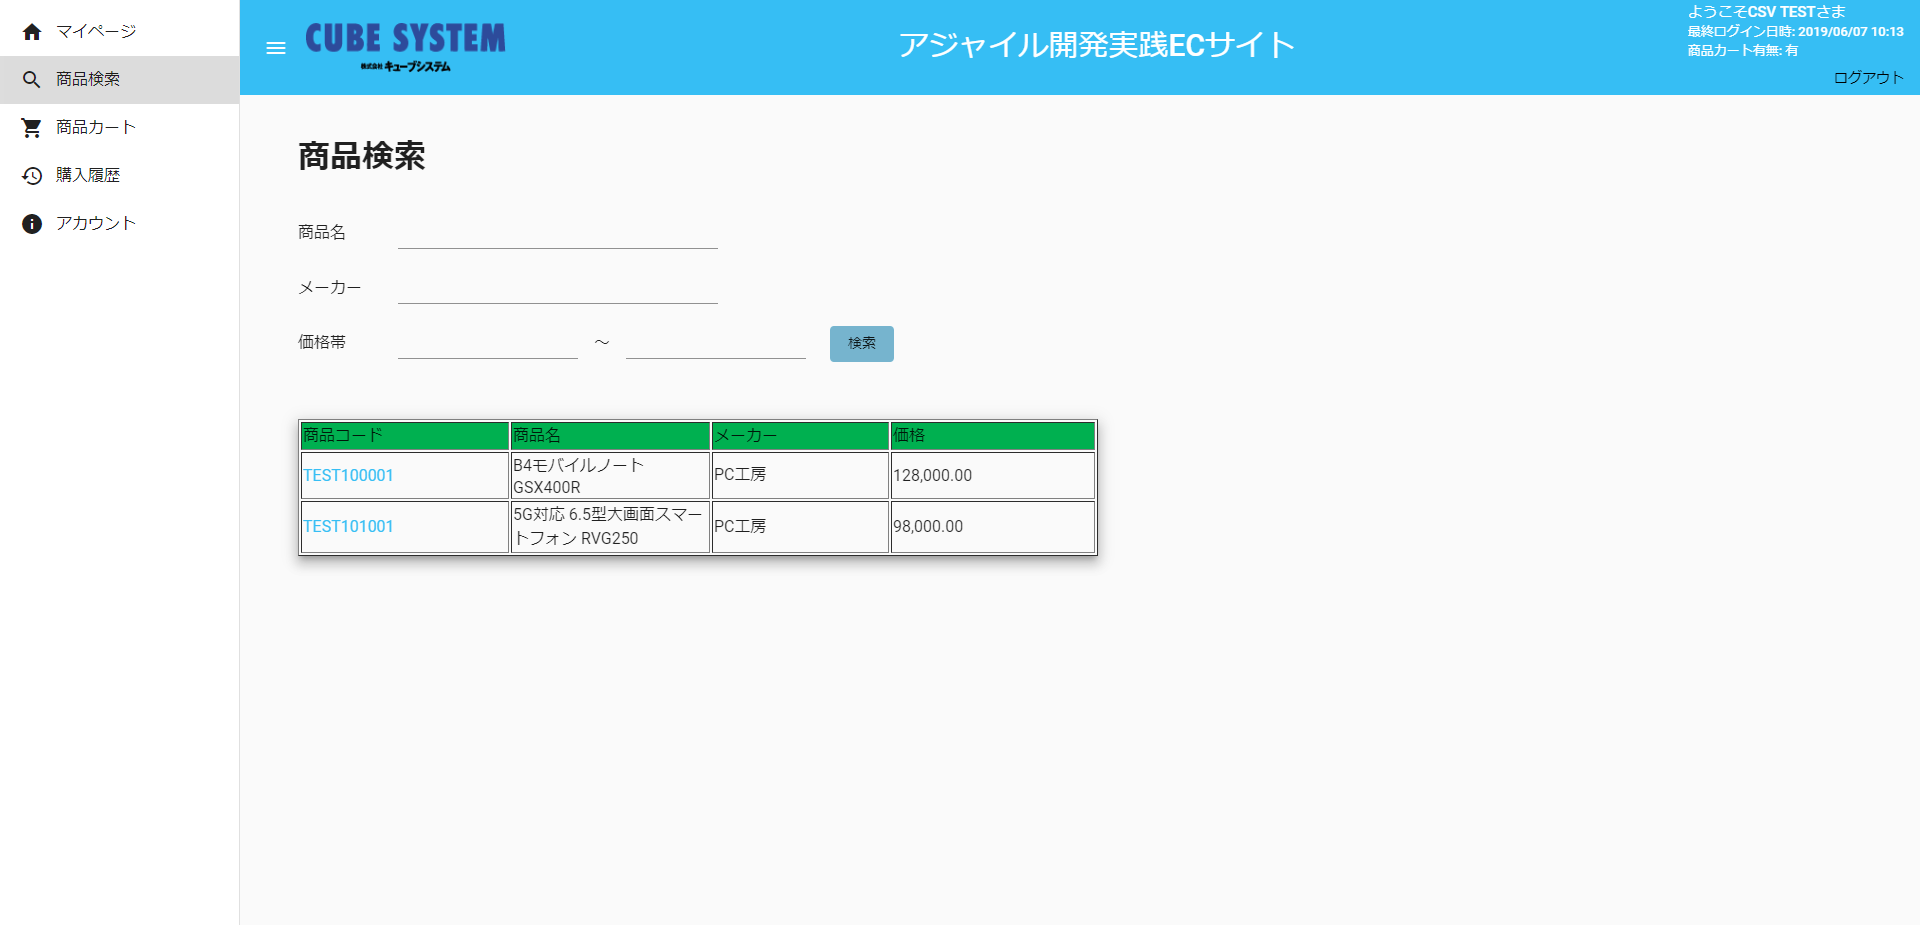 マイページ
商品検索
商品カート
購入履歴
アカウント
CUBE SYSTEM
株式会社 キューブシステム
アジャイル開発実践ECサイト
ようこそCSV TESTさま
最終ログイン日時: 2019/06/07 10:13
商品カート有無: 有
ログアウト
商品検索
商品名
メーカー
価格帯 ～ 検索
商品コード 商品名 メーカー 価格
TEST100001 B4モバイルノート PC工房 128,000.00
GSX400R
TEST101001 5G対応 6.5型大画面スマー PC工房 98,000.00
トフォン RVG250